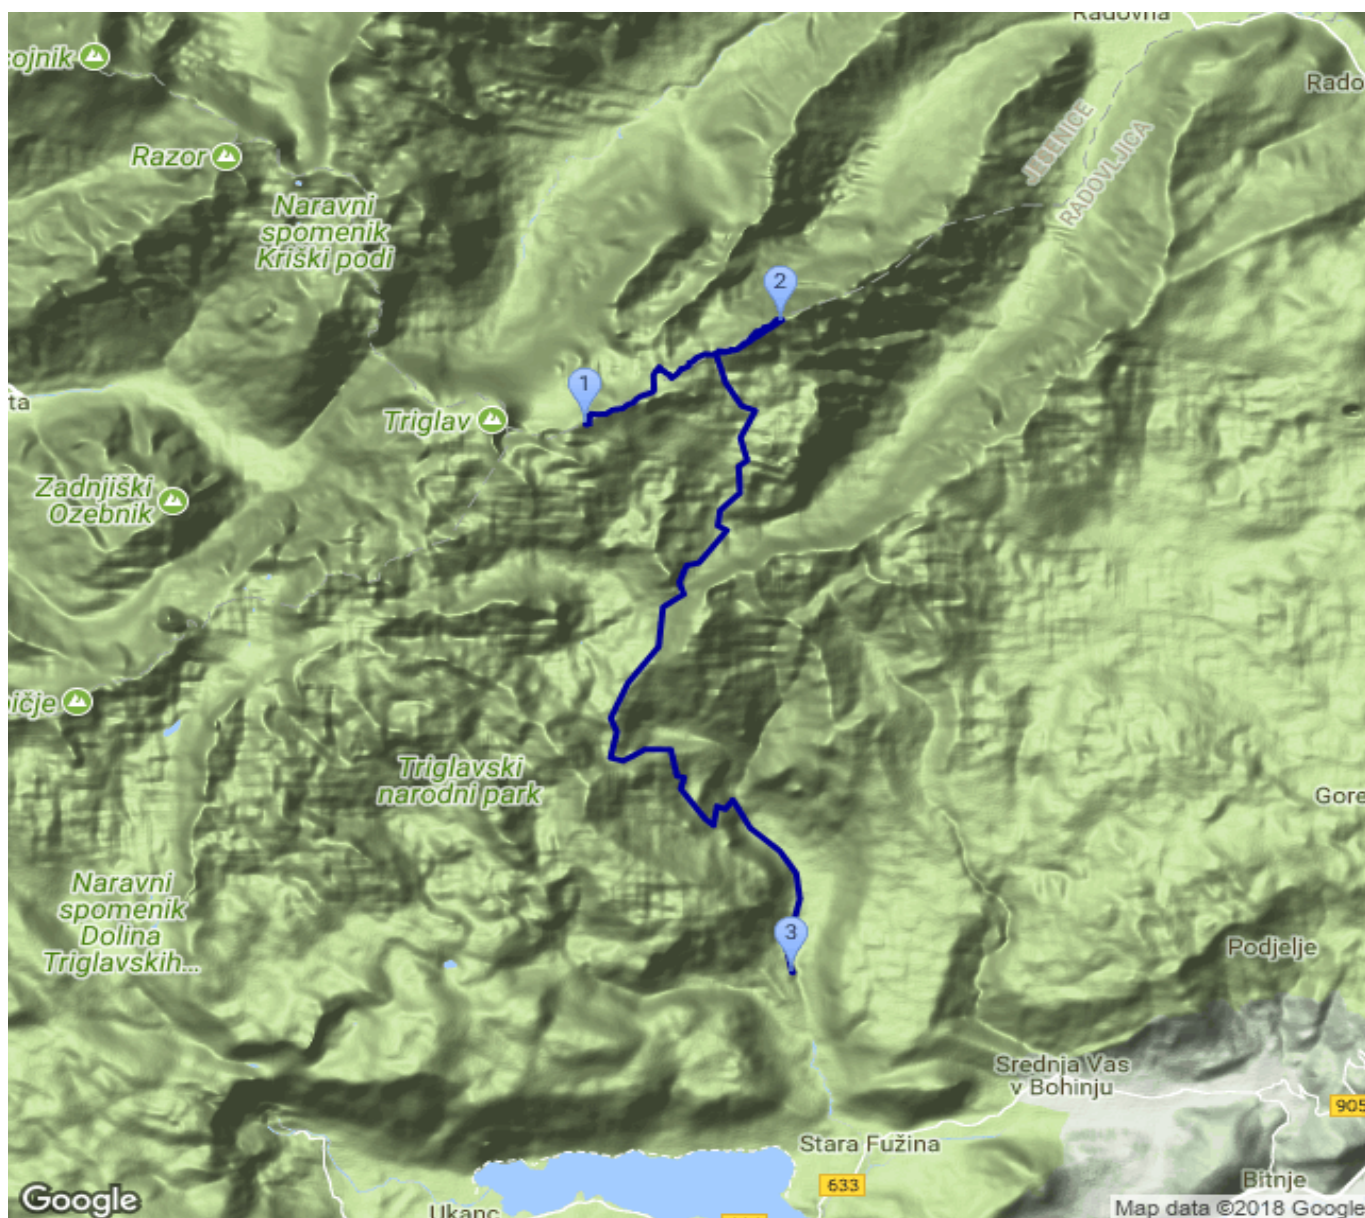 Radovna
ojnik
Rado
Razor
JESENICE
RADOVLJICA
Naravni
spomenik
Kriški podi
2
1
ta
Triglav
Zadnjiški
Ozebnik
ičje
Triglavski
narodni park
Gore
Naravni
spomenik
Dolina
Triglavskih...
3
Podjelje
Srednja Vas
v Bohinju
905
Stara Fužina
633
Bitnje
Google
Ukanc
Map data ©2018 Google